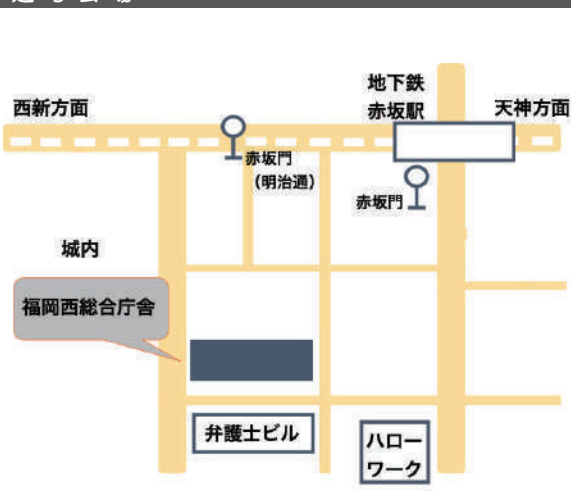 地下鉄
赤坂駅
西新方面
天神方面
赤坂門
(明治通)
赤坂門
城内
福岡西総合庁舎
弁護士ビル
ハロー
ワーク